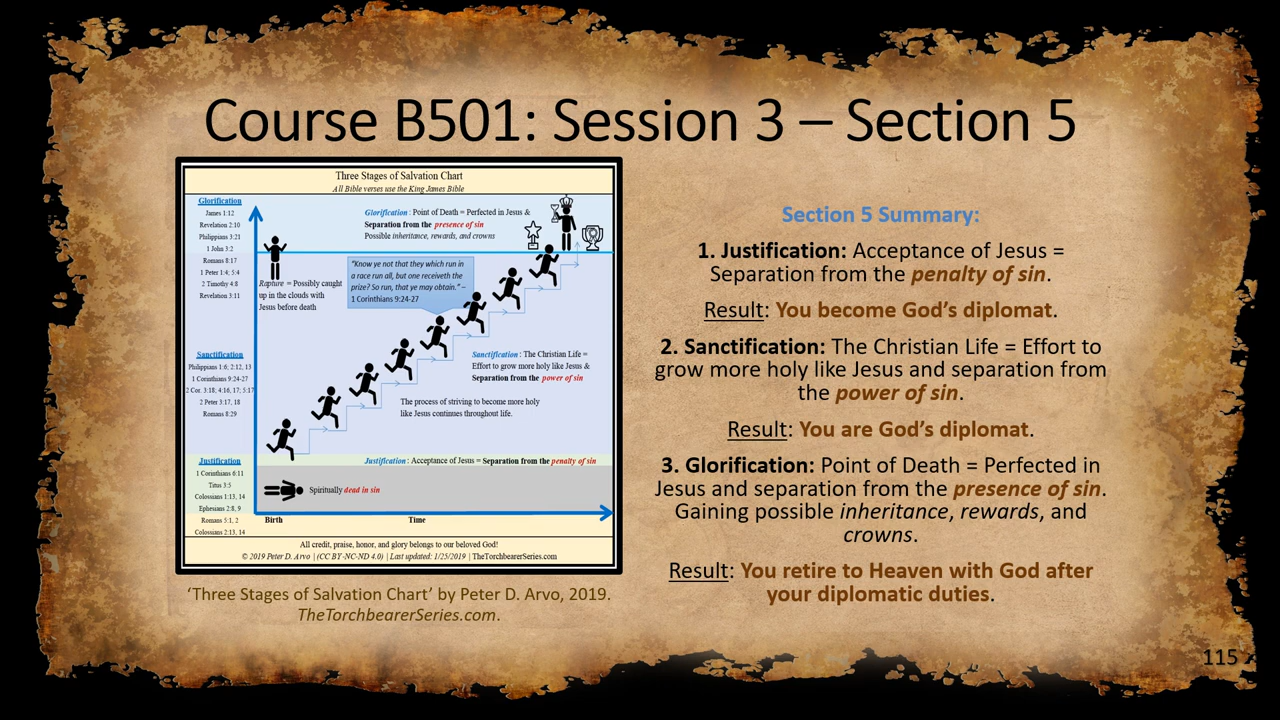 Course B501: Session 3 – Section 5
Three Stages of Salvation Chart
All Bible verses use the King James Bible
Glorification
James 1:12
Revelation 2:10
Philippians 3:21
1 John 3:2
Romans 8:17
1 Peter 1:4; 5:4
2 Timothy 4:8
Revelation 3:11
Sanctification
Philippians 1:6; 2:12, 13
1 Corinthians 9:24-27
2 Cor. 3:18; 4:16, 17; 5:17
2 Peter 3:17, 18
Romans 8:29
Justification
1 Corinthians 6:11
Titus 3:5
Colossians 1:13, 14
Ephesians 2:8, 9
Romans 5:1, 2
Colossians 2:13, 14
Glorification: Point of Death = Perfected in Jesus &
Separation from the presence of sin
Possible inheritance, rewards, and crowns
Rapture = Possibly caught
up in the clouds with
Jesus before death
"Know ye not that they which run in
a race run all, but one receiveth the
prize? So run, that ye may obtain." –
1 Corinthians 9:24-27
Sanctification: The Christian Life =
Effort to grow more holy like Jesus &
Separation from the power of sin
The process of striving to become more holy
like Jesus continues throughout life.
Justification: Acceptance of Jesus = Separation from the penalty of sin
Spiritually dead in sin
Birth
Time
All credit, praise, honor, and glory belongs to our beloved God!
© 2019 Peter D. Arvo | (CC BY-NC-ND 4.0) | Last updated: 1/25/2019 | TheTorchbearerSeries.com
‘Three Stages of Salvation Chart’ by Peter D. Arvo, 2019.
TheTorchbearerSeries.com.
Section 5 Summary:
1. Justification: Acceptance of Jesus =
Separation from the penalty of sin.
Result: You become God’s diplomat.
2. Sanctification: The Christian Life = Effort to
grow more holy like Jesus and separation from
the power of sin.
Result: You are God’s diplomat.
3. Glorification: Point of Death = Perfected in
Jesus and separation from the presence of sin.
Gaining possible inheritance, rewards, and
crowns.
Result: You retire to Heaven with God after
your diplomatic duties.
115